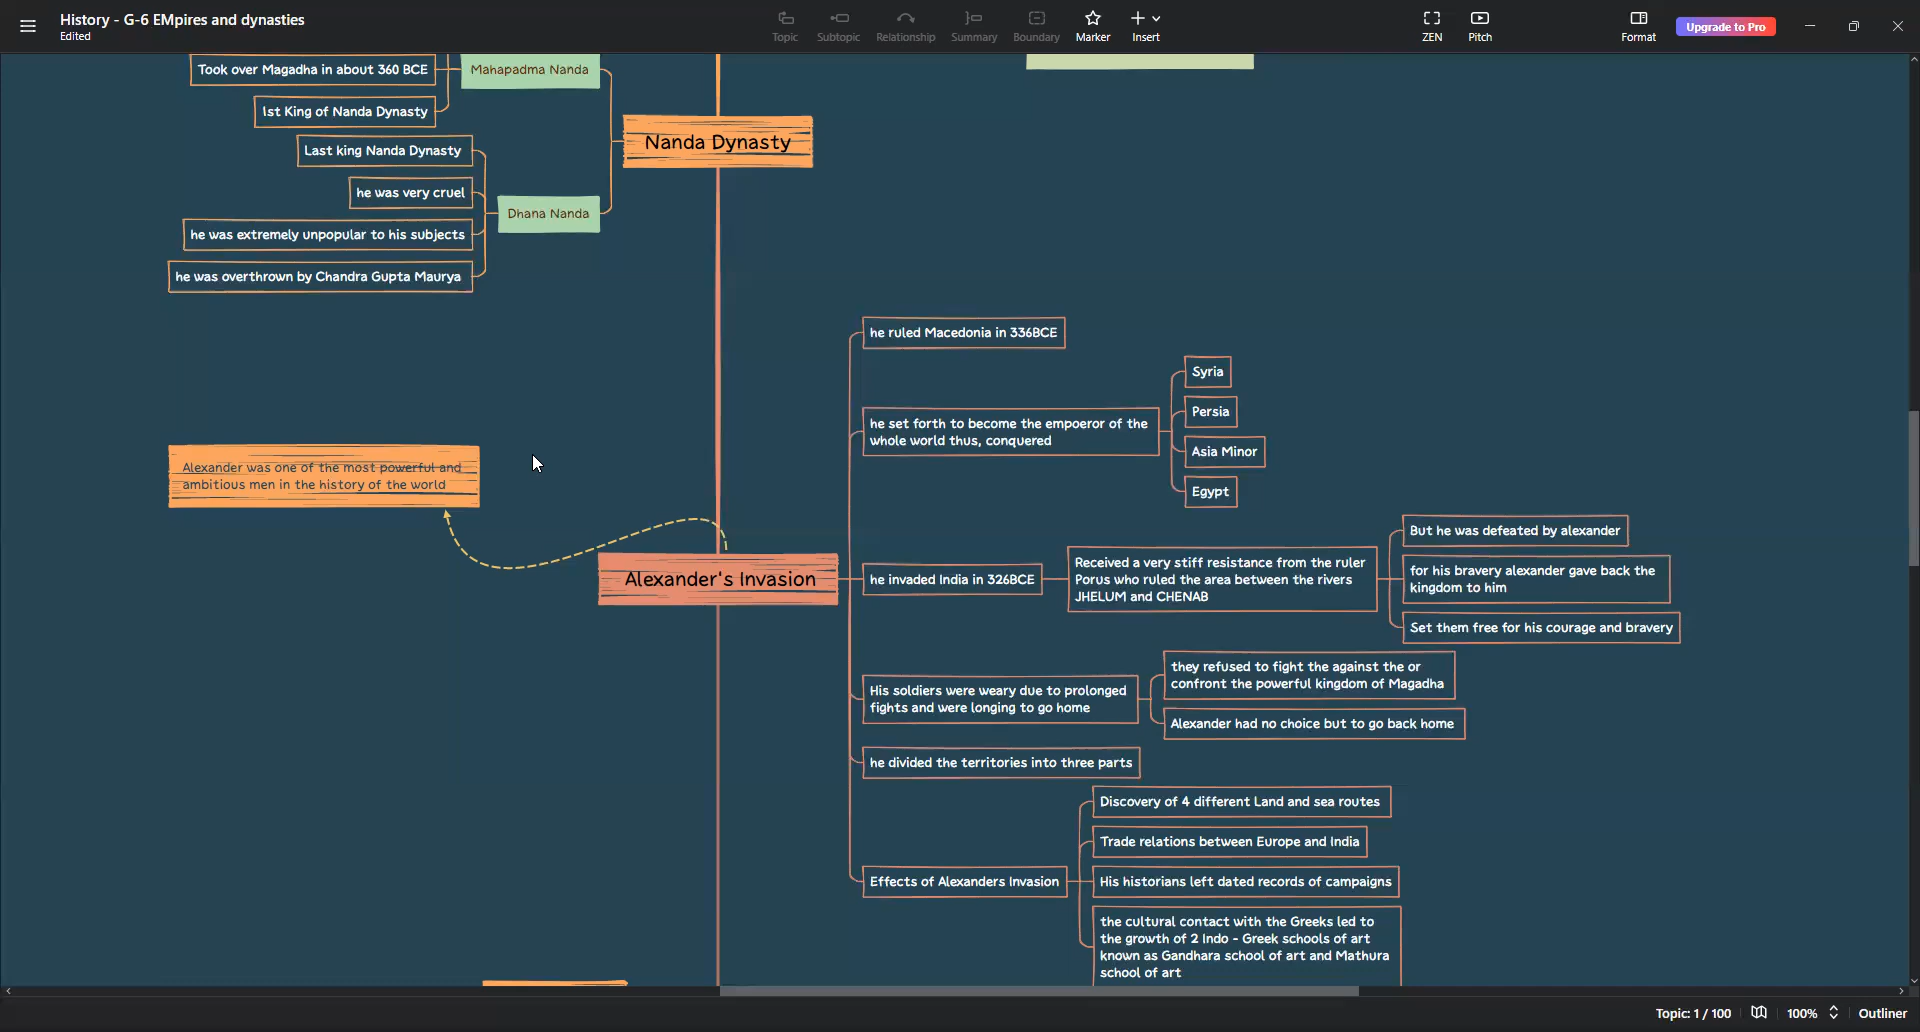 History - G-6 EMpires and dynasties
Edited
Topic
Subtopic
Relationship
Summary
Boundary
Marker
Insert
ZEN
Pitch
Format
Upgrade to Pro
Took over Magadha in about 360 BCE
Mahapadma Nanda
1st King of Nanda Dynasty
Nanda Dynasty
Last king Nanda Dynasty
he was very cruel
Dhana Nanda
he was extremely unpopular to his subjects
he was overthrown by Chandra Gupta Maurya
Alexander was one of the most powerful and
ambitious men in the history of the world
Alexander's Invasion
he ruled Macedonia in 336BCE
he set forth to become the empoeror of the
whole world thus, conquered
Syria
Persia
Asia Minor
Egypt
he invaded India in 326BCE
Received a very stiff resistance from the ruler
Porus who ruled the area between the rivers
JHELUM and CHENAB
But he was defeated by alexander
for his bravery alexander gave back the
kingdom to him
Set them free for his courage and bravery
His soldiers were weary due to prolonged
fights and were longing to go home
they refused to fight the against the or
confront the powerful kingdom of Magadha
Alexander had no choice but to go back home
he divided the territories into three parts
Effects of Alexanders Invasion
Discovery of 4 different Land and sea routes
Trade relations between Europe and India
His historians left dated records of campaigns
the cultural contact with the Greeks led to
the growth of 2 Indo - Greek schools of art
known as Gandhara school of art and Mathura
school of art
Topic: 1 / 100
100%
Outliner